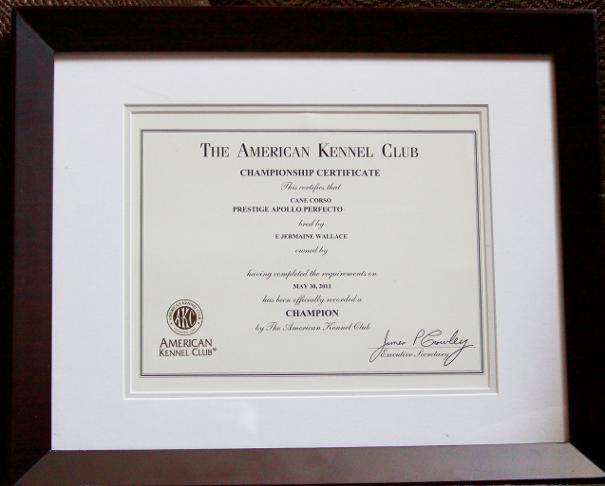 THE AMERICAN KENNEL CLUB
CHAMPIONSHIP CERTIFICATE
This certifies that
CANE CORSO
PRESTIGE APOLLO PERFECTO
bred by
E JERMAINE WALLACE
owned by
having completed the requirements on
MAY 30, 2011
has been officially recorded a
CHAMPION
by The American Kennel Club
AKC
AMERICAN
KENNEL CLUB®
James P Crowley
Executive Secretary